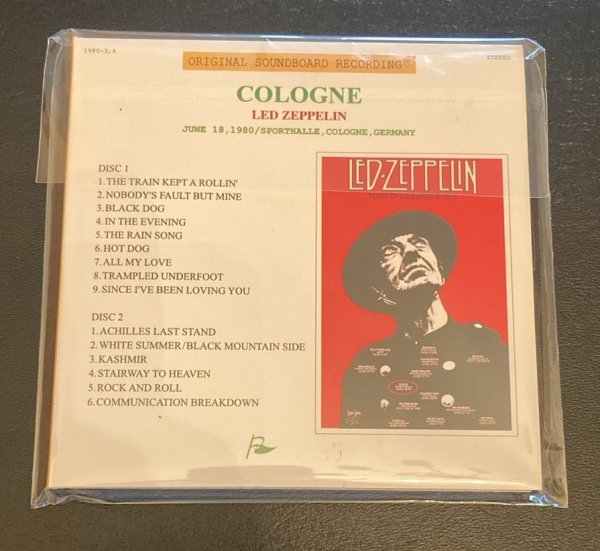 1980-3,4
ORIGINAL SOUNDBOARD RECORDING
STEREO
COLOGNE
LED ZEPPELIN
JUNE 18,1980/SPORTHALLE,COLOGNE,GERMANY
DISC 1
1.THE TRAIN KEPT A ROLLIN'
2.NOBODY'S FAULT BUT MINE
3.BLACK DOG
4.IN THE EVENING
5.THE RAIN SONG
6.HOT DOG
7.ALL MY LOVE
8.TRAMPLED UNDERFOOT
9.SINCE I'VE BEEN LOVING YOU
DISC 2
1.ACHILLES LAST STAND
2.WHITE SUMMER/BLACK MOUNTAIN SIDE
3.KASHMIR
4.STAIRWAY TO HEAVEN
5.ROCK AND ROLL
6.COMMUNICATION BREAKDOWN
LED-ZEPPELIN
TOUR OVER EUROPE 1980